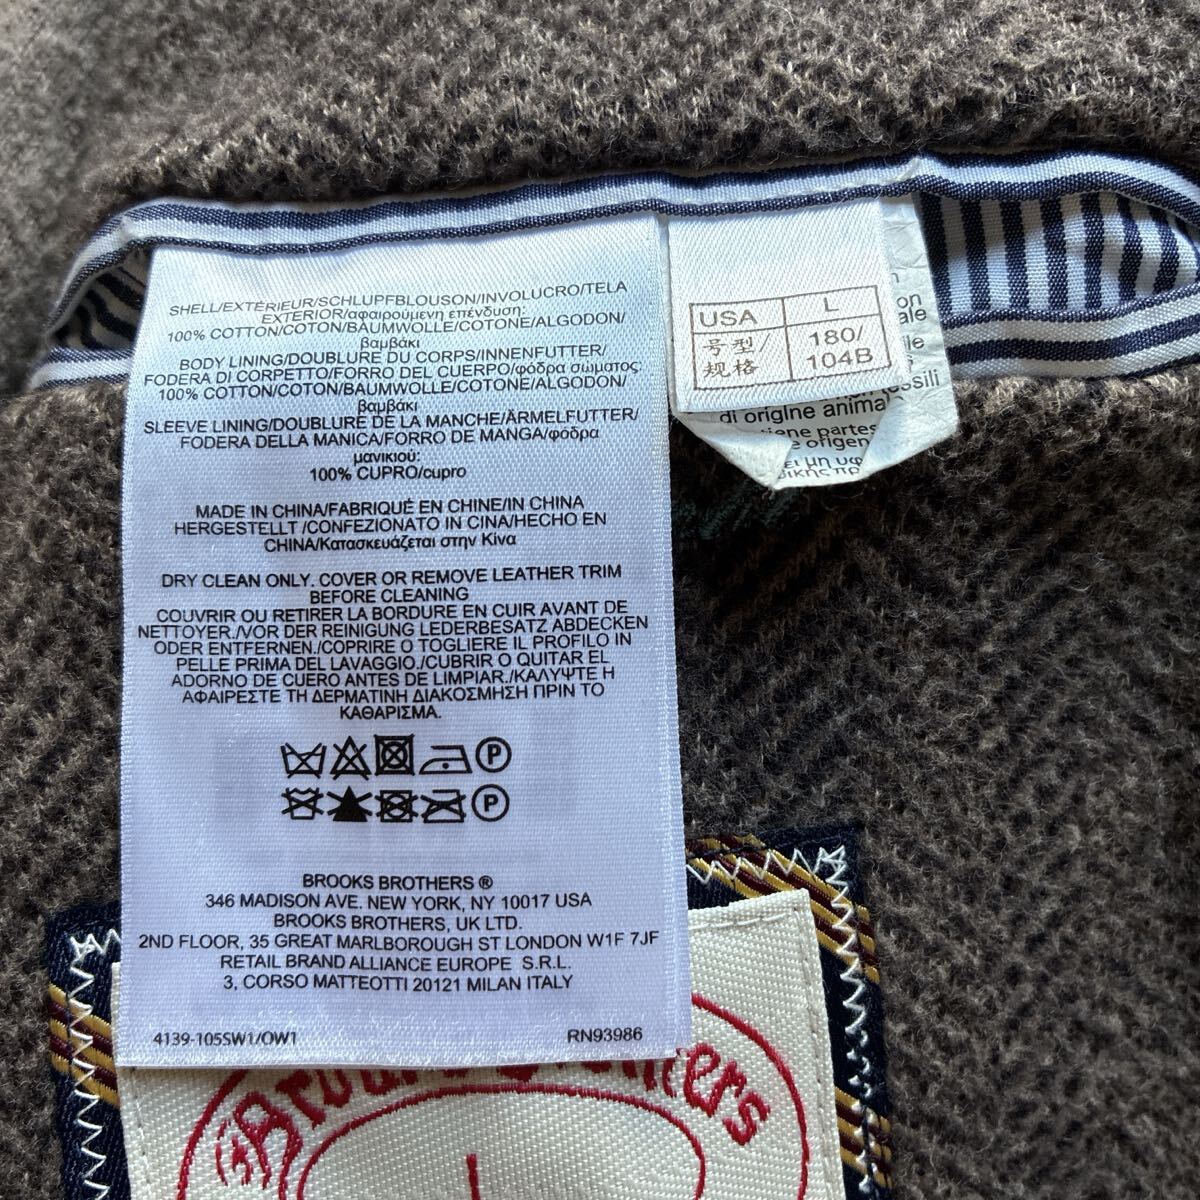 SHELL/EXTÉRIEUR/SCHLUPFBLOUSON/INVOLUCRO/TELA
EXTERIOR/αφαιρούμενη επένδυση:
100% COTTON/COTON/BAUMWOLLE/COTONE/ALGODON/
βαμβάκι
BODY LINING/DOUBLURE DU CORPS/INNENFUTTER/
FODERA DI CORPETTO/FORRO DEL CUERPO/φόδρα σώματος:
100% COTTON/COTON/BAUMWOLLE/COTONE/ALGODON/
βαμβάκι
SLEEVE LINING/DOUBLURE DE LA MANCHE/ÄRMELFUTTER/
FODERA DELLA MANICA/FORRO DE MANGA/φόδρα
μανικιού:
100% CUPRO/cupro
MADE IN CHINA/FABRIQUÉ EN CHINE/IN CHINA
HERGESTELLT /CONFEZIONATO IN CINA/HECHO EN
CHINA/Κατασκευάζεται στην Κίνα
DRY CLEAN ONLY. COVER OR REMOVE LEATHER TRIM
BEFORE CLEANING
COUVRIR OU RETIRER LA BORDURE EN CUIR AVANT DE
NETTOYER./VOR DER REINIGUNG LEDERBESATZ ABDECKEN
ODER ENTFERNEN./COPRIRE O TOGLIERE IL PROFILO IN
PELLE PRIMA DEL LAVAGGIO./CUBRIR O QUITAR EL
ADORNO DE CUERO ANTES DE LIMPIAR./ΚΑΛΥΨΤΕ Η
ΑΦΑΙΡΕΣΤΕ ΤΗ ΔΕΡΜΑΤΙΝΗ ΔΙΑΚΟΣΜΗΣΗ ΠΡΙΝ ΤΟ
ΚΑΘΑΡΙΣΜΑ.
P
P
BROOKS BROTHERS ®
346 MADISON AVE. NEW YORK, NY 10017 USA
BROOKS BROTHERS, UK LTD.
2ND FLOOR, 35 GREAT MARLBOROUGH ST LONDON W1F 7JF
RETAIL BRAND ALLIANCE EUROPE S.R.L.
3, CORSO MATTEOTTI 20121 MILAN ITALY
4139-105SW1/OW1 RN93986
USA L
号型/规格 180/104B
di origine